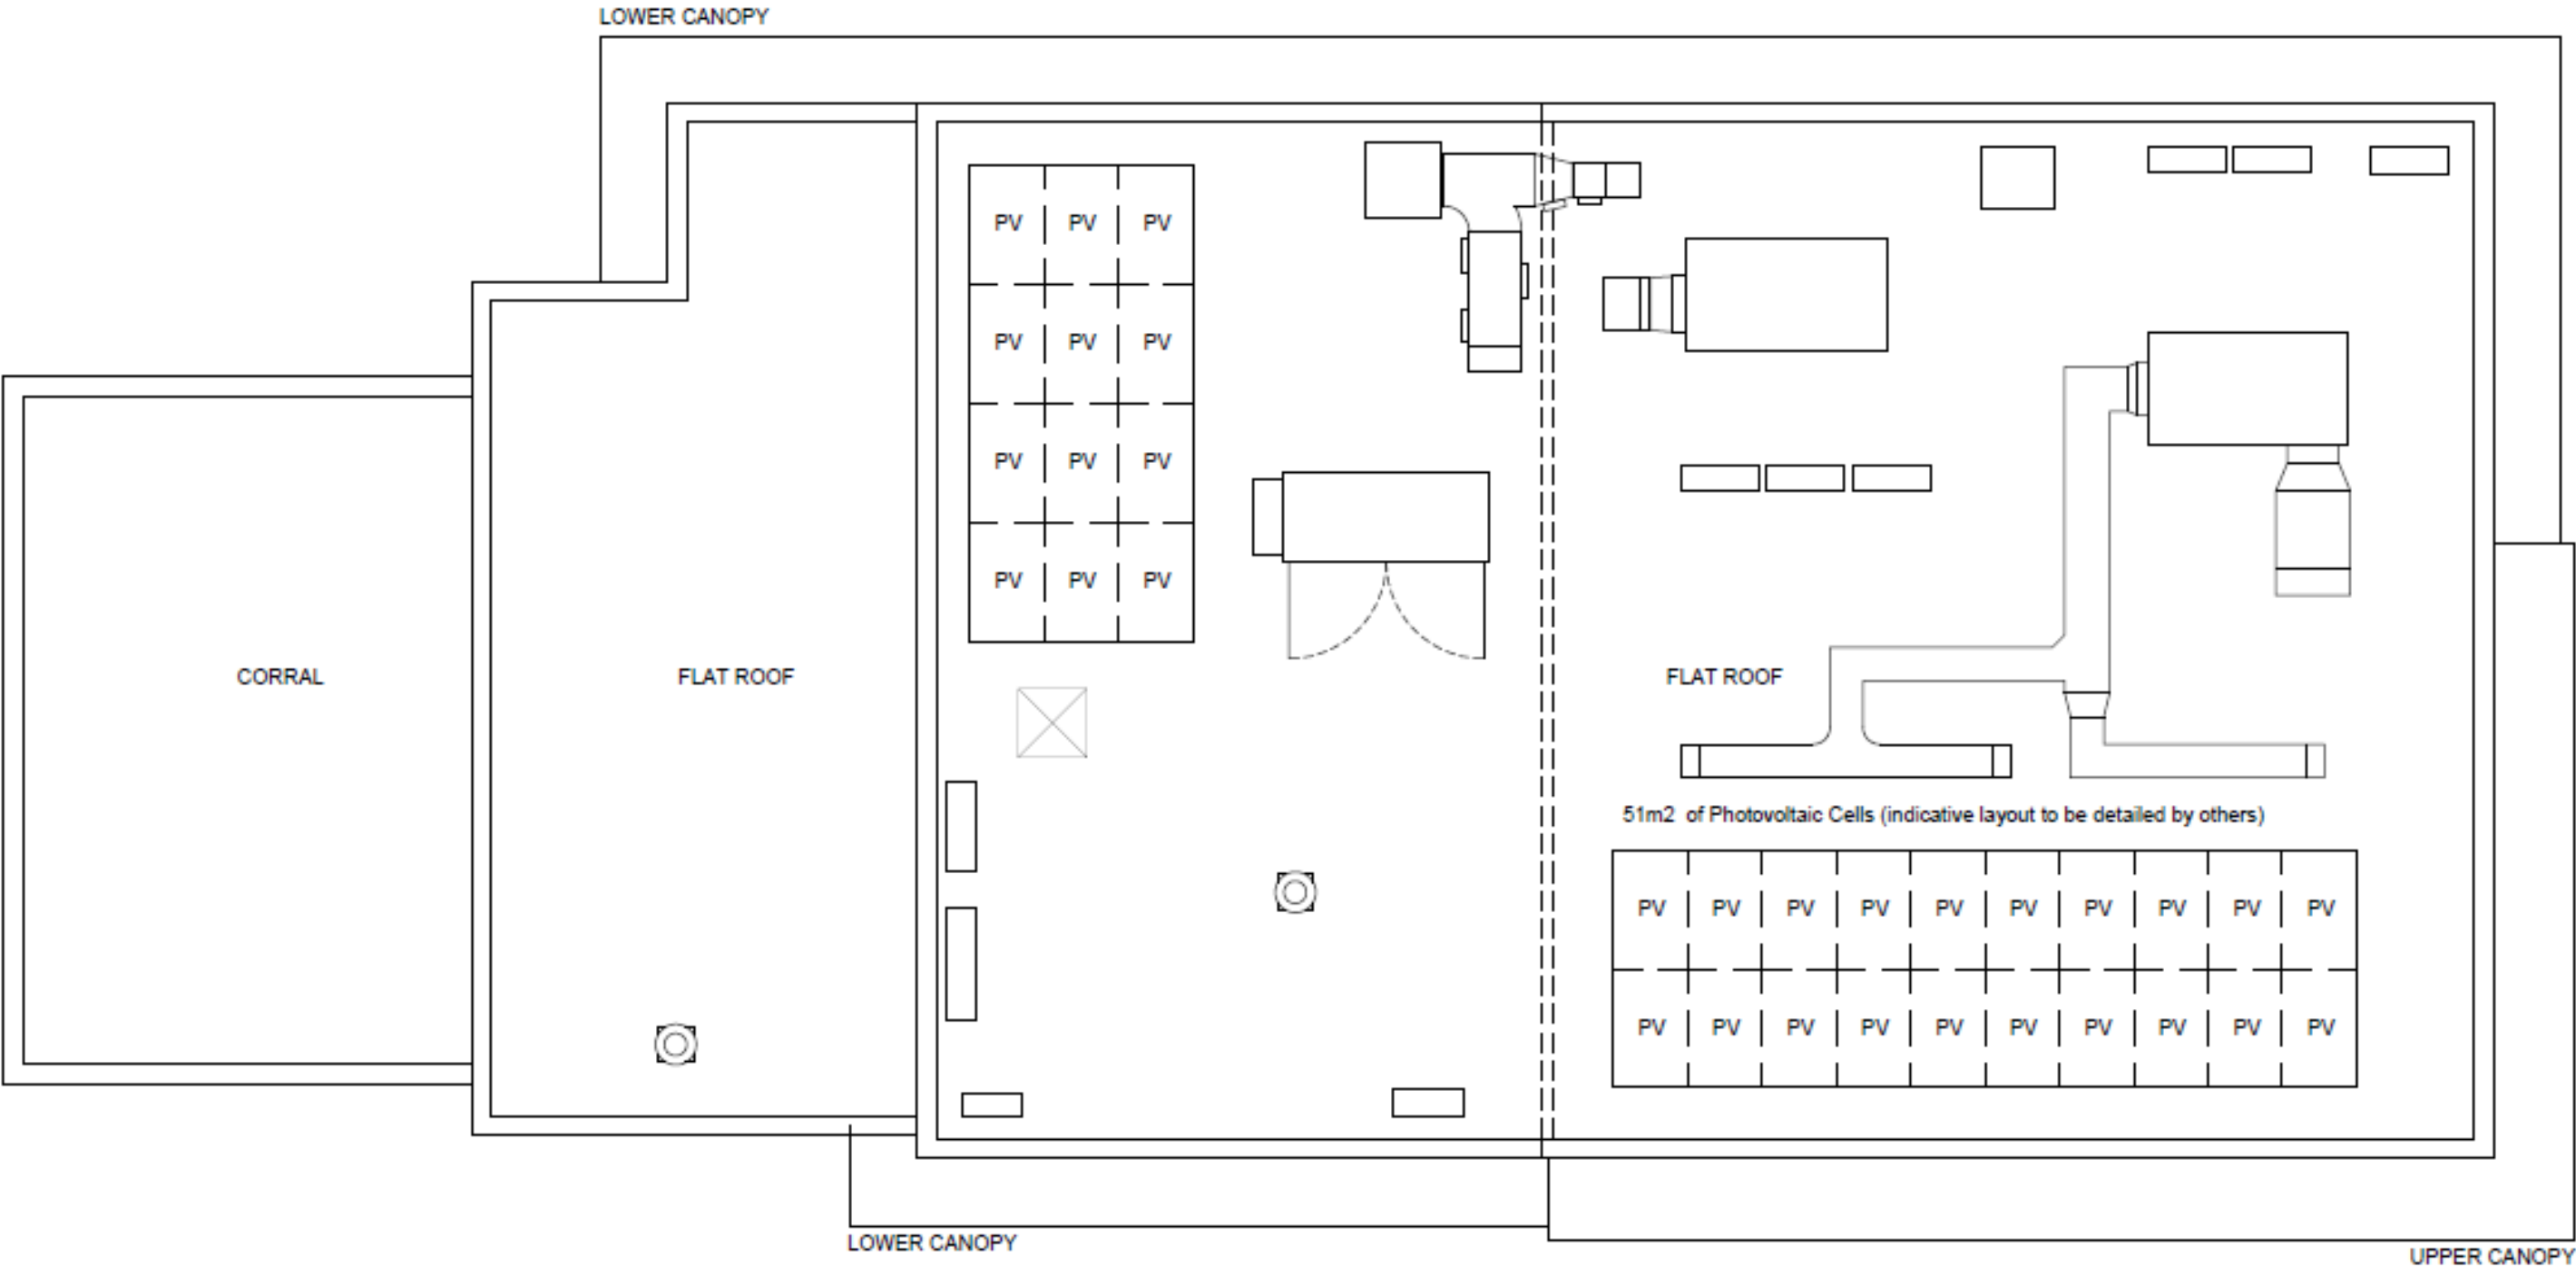 LOWER CANOPY
PV PV PV
PV PV PV
PV PV PV
PV PV PV
CORRAL
FLAT ROOF
FLAT ROOF
51m2 of Photovoltaic Cells (indicative layout to be detailed by others)
PV PV PV PV PV PV PV PV PV PV
PV PV PV PV PV PV PV PV PV PV
LOWER CANOPY
UPPER CANOPY